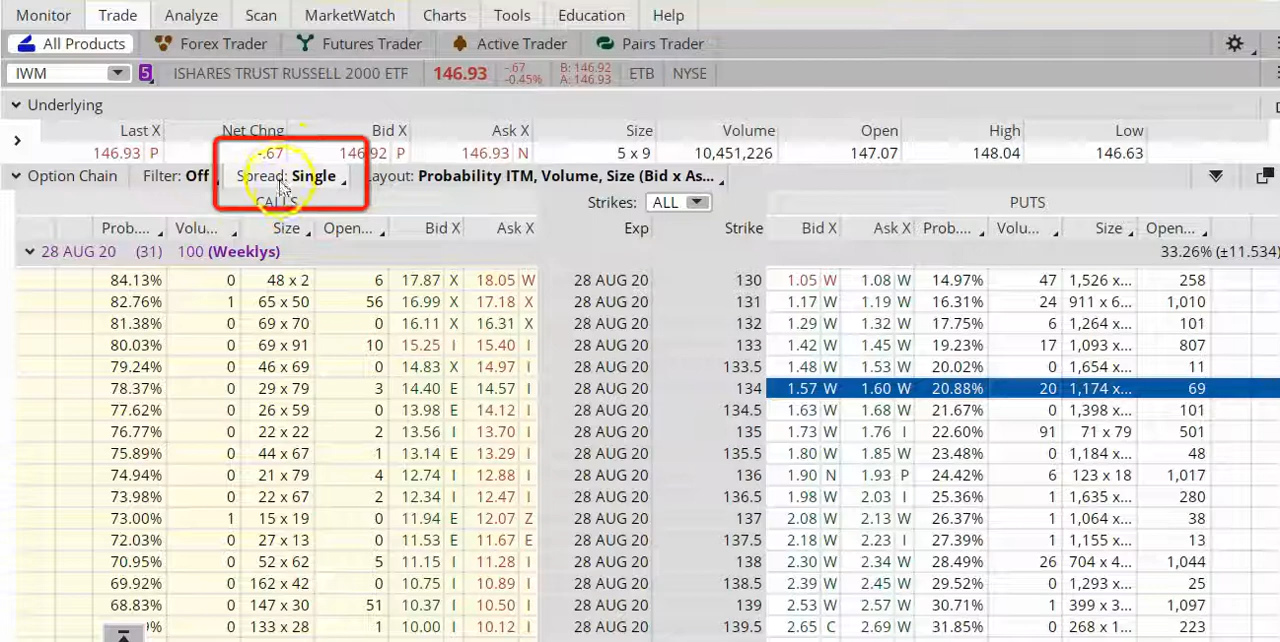 Monitor Trade Analyze Scan MarketWatch Charts Tools Education Help
All Products Forex Trader Futures Trader Active Trader Pairs Trader
IWM 5 ISHARES TRUST RUSSELL 2000 ETF 146.93 -.67 B: 146.92 ETB NYSE
-0.45% A: 146.93
Underlying
Last X Net Chng Bid X Ask X Size Volume Open High Low
146.93 P -.67 146.92 P 146.93 N 5 x 9 10,451,226 147.07 148.04 146.63
Option Chain Filter: Off Spread: Single Layout: Probability ITM, Volume, Size (Bid x As...
CALLS Strikes: ALL PUTS
Prob.... Volu... Size Open... Bid X Ask X Exp Strike Bid X Ask X Prob.... Volu... Size Open...
28 AUG 20 (31) 100 (Weeklys) 33.26% (±11.534)
84.13% 0 48 x 2 6 17.87 X 18.05 W 28 AUG 20 130 1.05 W 1.08 W 14.97% 47 1,526 x... 258
82.76% 1 65 x 50 56 16.99 X 17.18 X 28 AUG 20 131 1.17 W 1.19 W 16.31% 24 911 x 6... 1,010
81.38% 0 69 x 70 0 16.11 X 16.31 X 28 AUG 20 132 1.29 W 1.32 W 17.75% 6 1,264 x... 101
80.03% 0 69 x 91 10 15.25 I 15.40 I 28 AUG 20 133 1.42 W 1.45 W 19.23% 17 1,093 x... 807
79.24% 0 46 x 69 0 14.83 X 14.97 I 28 AUG 20 133.5 1.48 W 1.53 W 20.02% 0 1,654 x... 11
78.37% 0 29 x 79 3 14.40 E 14.57 I 28 AUG 20 134 1.57 W 1.60 W 20.88% 20 1,174 x... 69
77.62% 0 26 x 59 0 13.98 E 14.12 I 28 AUG 20 134.5 1.63 W 1.68 W 21.67% 0 1,398 x... 101
76.77% 0 22 x 22 2 13.56 I 13.70 I 28 AUG 20 135 1.73 W 1.76 I 22.60% 91 71 x 79 501
75.89% 0 44 x 67 1 13.14 E 13.29 I 28 AUG 20 135.5 1.80 W 1.85 W 23.48% 0 1,184 x... 48
74.94% 0 21 x 79 4 12.74 I 12.88 I 28 AUG 20 136 1.90 N 1.93 P 24.42% 6 123 x 18 1,017
73.98% 0 22 x 67 2 12.34 I 12.47 I 28 AUG 20 136.5 1.98 W 2.03 I 25.36% 1 1,635 x... 280
73.00% 1 15 x 19 0 11.94 E 12.07 Z 28 AUG 20 137 2.08 W 2.13 W 26.37% 1 1,064 x... 38
72.03% 0 27 x 13 0 11.53 E 11.67 E 28 AUG 20 137.5 2.18 W 2.23 I 27.39% 1 1,155 x... 13
70.95% 0 52 x 62 5 11.15 I 11.28 I 28 AUG 20 138 2.30 W 2.34 W 28.49% 26 704 x 4... 1,044
69.92% 0 162 x 42 0 10.75 I 10.89 I 28 AUG 20 138.5 2.39 W 2.45 W 29.52% 0 1,293 x... 25
68.83% 0 147 x 30 51 10.37 I 10.50 I 28 AUG 20 139 2.53 W 2.57 W 30.71% 1 399 x 3... 1,097
0 133 x 28 1 10.00 I 10.12 I 28 AUG 20 139.5 2.65 C 2.69 W 31.85% 0 268 x 1... 223